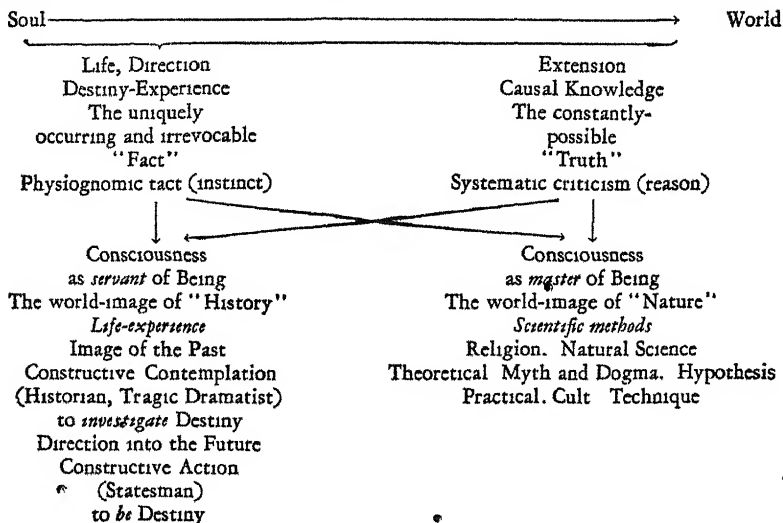 Soul World
Life, Direction
Destiny-Experience
The uniquely
occurring and irrevocable
"Fact"
Physiognomic tact (instinct)
Extension
Causal Knowledge
The constantly-
possible
"Truth"
Systematic criticism (reason)
Consciousness
as servant of Being
The world-image of "History"
Life-experience
Image of the Past
Constructive Contemplation
(Historian, Tragic Dramatist)
to investigate Destiny
Direction into the Future
Constructive Action
(Statesman)
to be Destiny
Consciousness
as master of Being
The world-image of "Nature"
Scientific methods
Religion. Natural Science
Theoretical Myth and Dogma. Hypothesis
Practical. Cult Technique